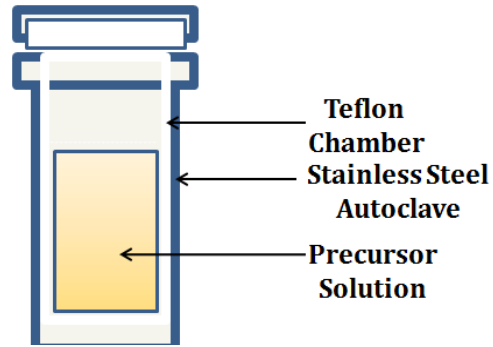 Teflon
Chamber
Stainless Steel
Autoclave
Precursor
Solution